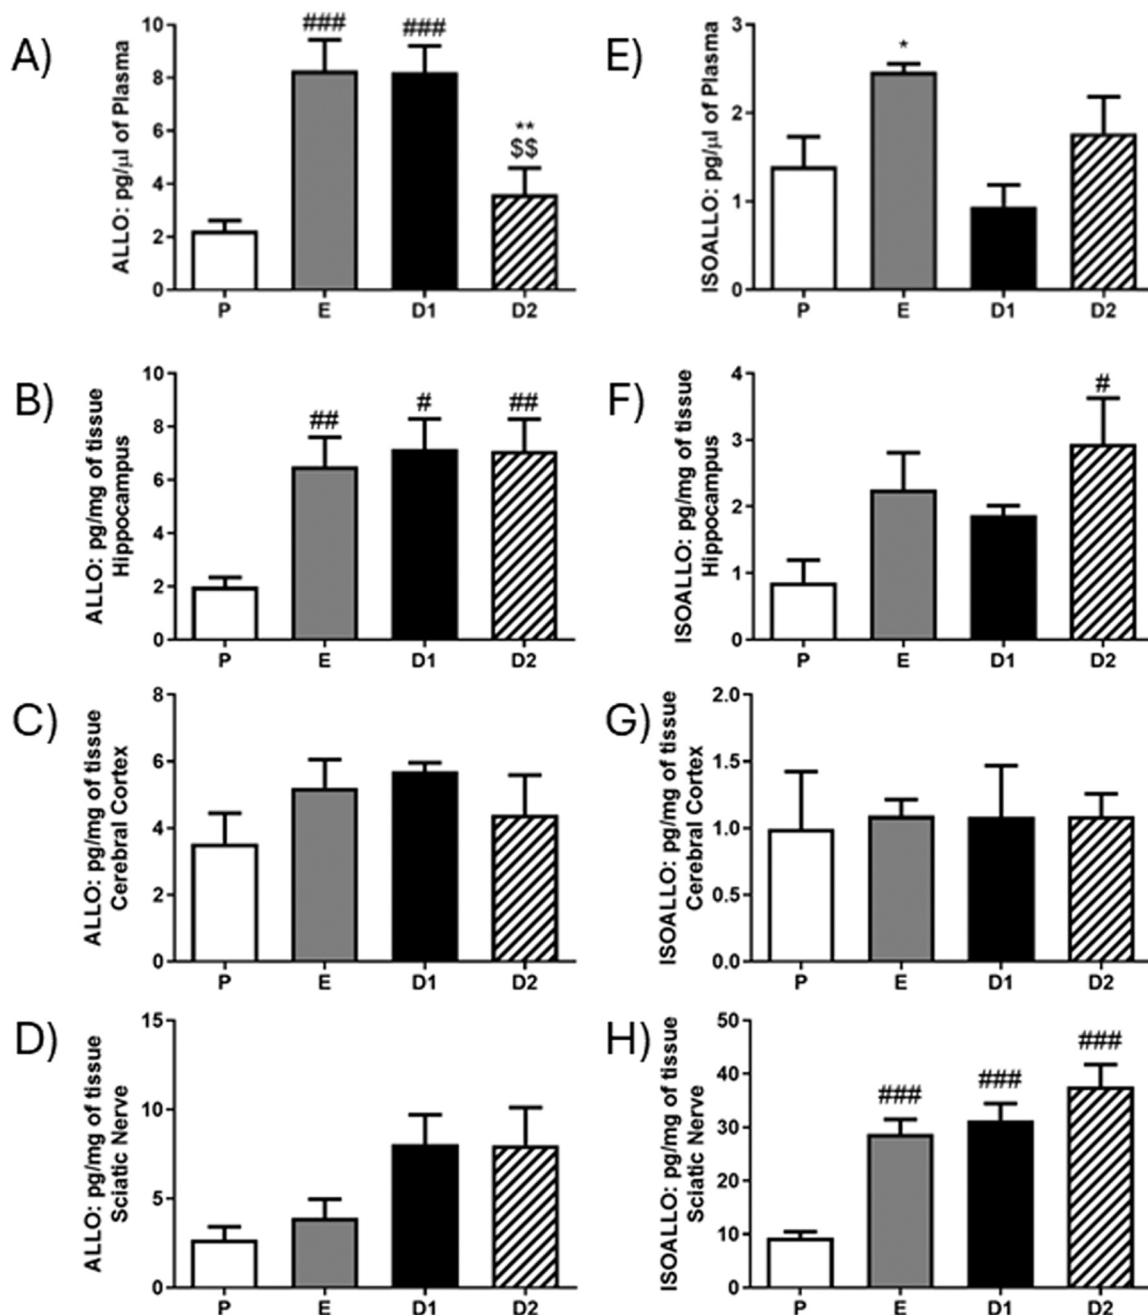 A)
ALLO: pg/μl of Plasma
10
8
6
4
2
0
###
###
**
$$
P E D1 D2
E)
ISOALLO: pg/μl of Plasma
3
2
1
0
*
P E D1 D2
B)
ALLO: pg/mg of tissue
Hippocampus
10
8
6
4
2
0
##
#
##
P E D1 D2
F)
ISOALLO: pg/mg of tissue
Hippocampus
4
3
2
1
0
#
P E D1 D2
C)
ALLO: pg/mg of tissue
Cerebral Cortex
8
6
4
2
0
P E D1 D2
G)
ISOALLO: pg/mg of tissue
Cerebral Cortex
2.0
1.5
1.0
0.5
0.0
P E D1 D2
D)
ALLO: pg/mg of tissue
Sciatic Nerve
15
10
5
0
P E D1 D2
H)
ISOALLO: pg/mg of tissue
Sciatic Nerve
50
40
30
20
10
0
###
###
###
P E D1 D2